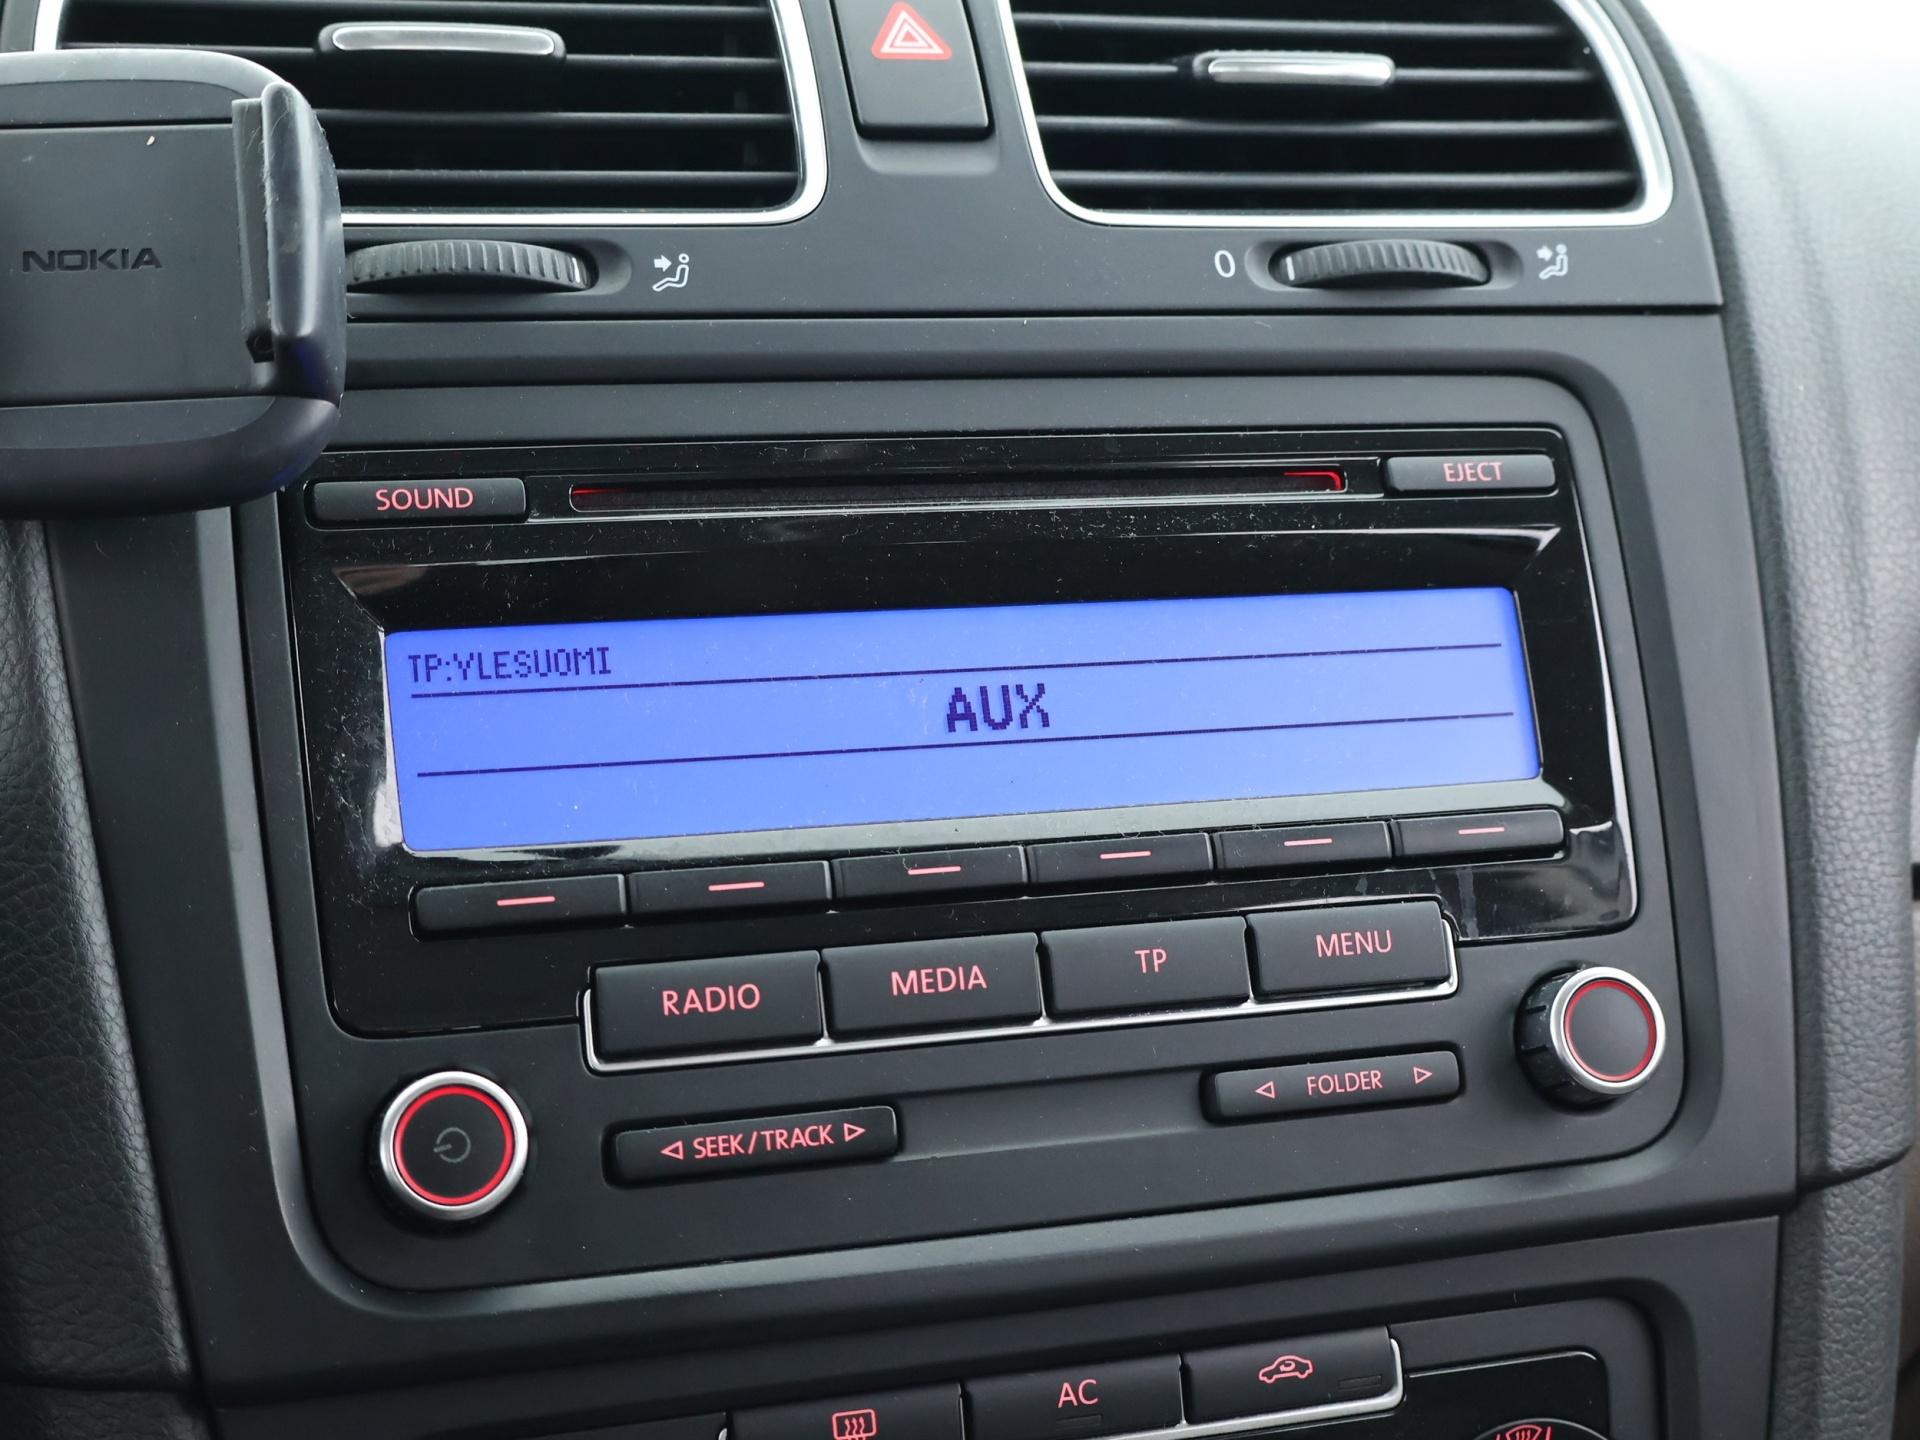 NOKIA
0
SOUND
EJECT
TP:YLESUOMI
AUX
RADIO
MEDIA
TP
MENU
SEEK/TRACK
FOLDER
AC